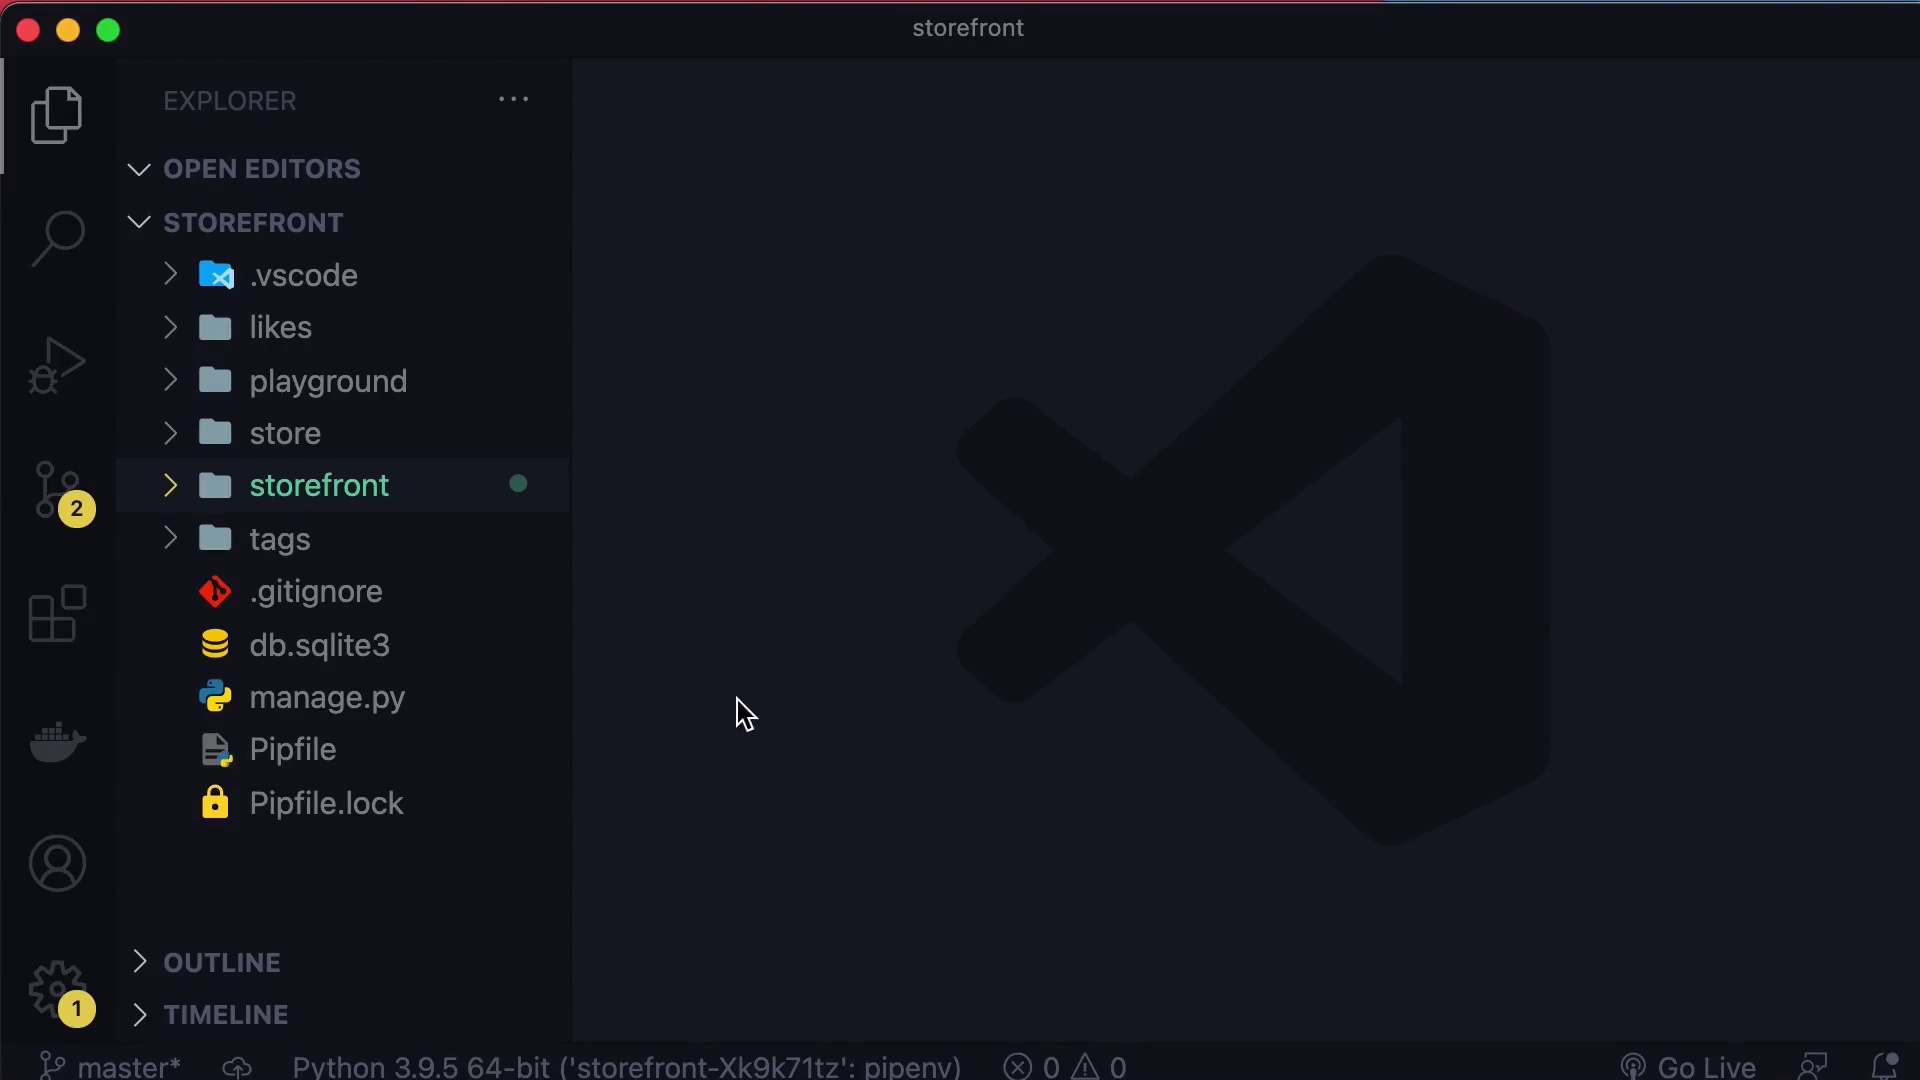 storefront
EXPLORER
OPEN EDITORS
STOREFRONT
.vscode
likes
playground
store
storefront
tags
.gitignore
db.sqlite3
manage.py
Pipfile
Pipfile.lock
OUTLINE
TIMELINE
2
1
master* Python 3.9.5 64-bit ('storefront-Xk9k71tz': pipenv) 0 0 Go Live